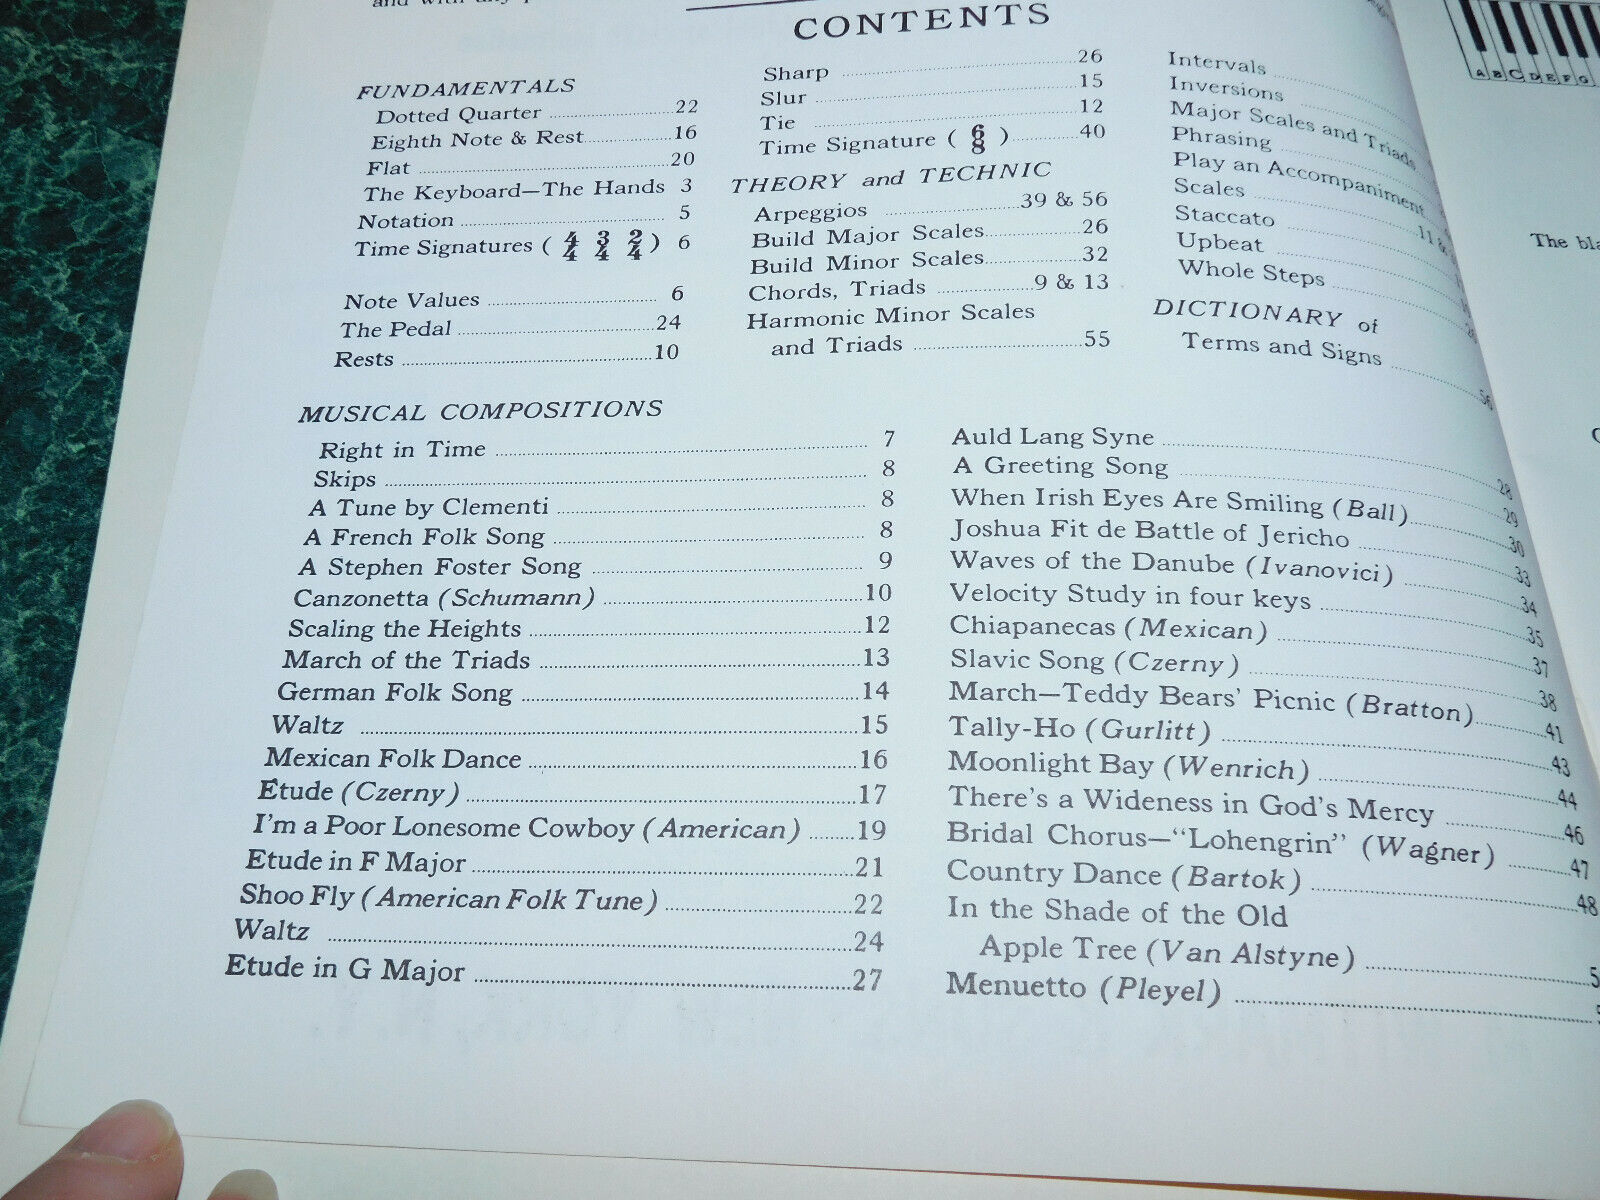 CONTENTS
FUNDAMENTALS
Dotted Quarter 22
Eighth Note & Rest 16
Flat 20
The Keyboard—The Hands 3
Notation 5
Time Signatures ( 4/4 3/4 2/4 ) 6
Note Values 6
The Pedal 24
Rests 10
Sharp 26
Slur 15
Tie 12
Time Signature ( 6/8 ) 40
THEORY and TECHNIC
Arpeggios 39 & 56
Build Major Scales 26
Build Minor Scales 32
Chords, Triads 9 & 13
Harmonic Minor Scales
and Triads 55
Intervals
Inversions
Major Scales and Triads
Phrasing
Play an Accompaniment
Scales
Staccato 11 &
Upbeat
Whole Steps
DICTIONARY of
Terms and Signs 56
MUSICAL COMPOSITIONS
Right in Time 7
Skips 8
A Tune by Clementi 8
A French Folk Song 8
A Stephen Foster Song 9
Canzonetta (Schumann) 10
Scaling the Heights 12
March of the Triads 13
German Folk Song 14
Waltz 15
Mexican Folk Dance 16
Etude (Czerny) 17
I'm a Poor Lonesome Cowboy (American) 19
Etude in F Major 21
Shoo Fly (American Folk Tune) 22
Waltz 24
Etude in G Major 27
Auld Lang Syne 28
A Greeting Song 29
When Irish Eyes Are Smiling (Ball) 30
Joshua Fit de Battle of Jericho 33
Waves of the Danube (Ivanovici) 34
Velocity Study in four keys 35
Chiapanecas (Mexican) 37
Slavic Song (Czerny) 38
March—Teddy Bears' Picnic (Bratton) 41
Tally-Ho (Gurlitt) 43
Moonlight Bay (Wenrich) 44
There's a Wideness in God's Mercy 46
Bridal Chorus—"Lohengrin" (Wagner) 47
Country Dance (Bartok) 48
In the Shade of the Old
Apple Tree (Van Alstyne)
Menuetto (Pleyel)
A B C D E F G
The